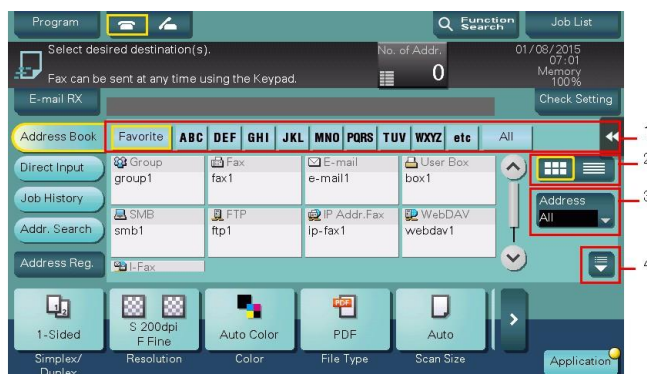 Program
Function Search
Job List
Select desired destination(s).
No. of Addr.
01/08/2015
07:01
Fax can be sent at any time using the Keypad.
0
Memory
100%
E-mail RX
Check Setting
Address Book
Favorite ABC DEF GHI JKL MNO PQRS TUV WXYZ etc All
1
Direct Input
Group Fax E-mail User Box
group1 fax1 e-mail1 box1
2
Job History
Address
All
3
Addr. Search
SMB FTP IP Addr.Fax WebDAV
smb1 ftp1 ip-fax1 webdav1
Address Reg.
I-Fax
4
1-Sided
S 200dpi
F Fine
Auto Color
PDF
PDF
Auto
Simplex/
Duplex
Resolution
Color
File Type
Scan Size
Application